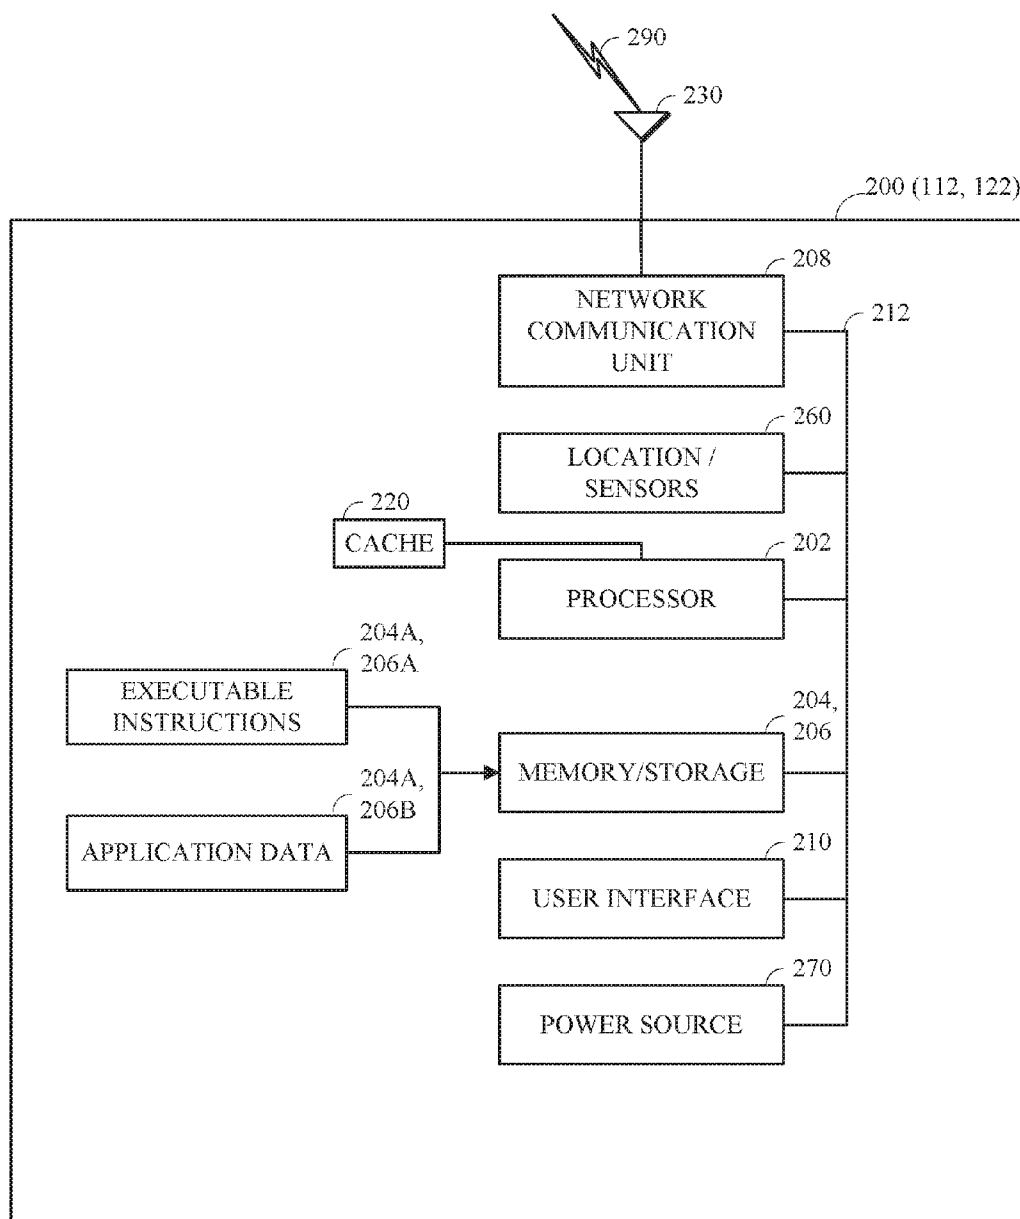 290
230
200 (112, 122)
208
NETWORK
COMMUNICATION
UNIT
212
260
LOCATION /
SENSORS
220
CACHE
202
PROCESSOR
204A,
206A
EXECUTABLE
INSTRUCTIONS
204,
206
MEMORY/STORAGE
204A,
206B
APPLICATION DATA
210
USER INTERFACE
270
POWER SOURCE